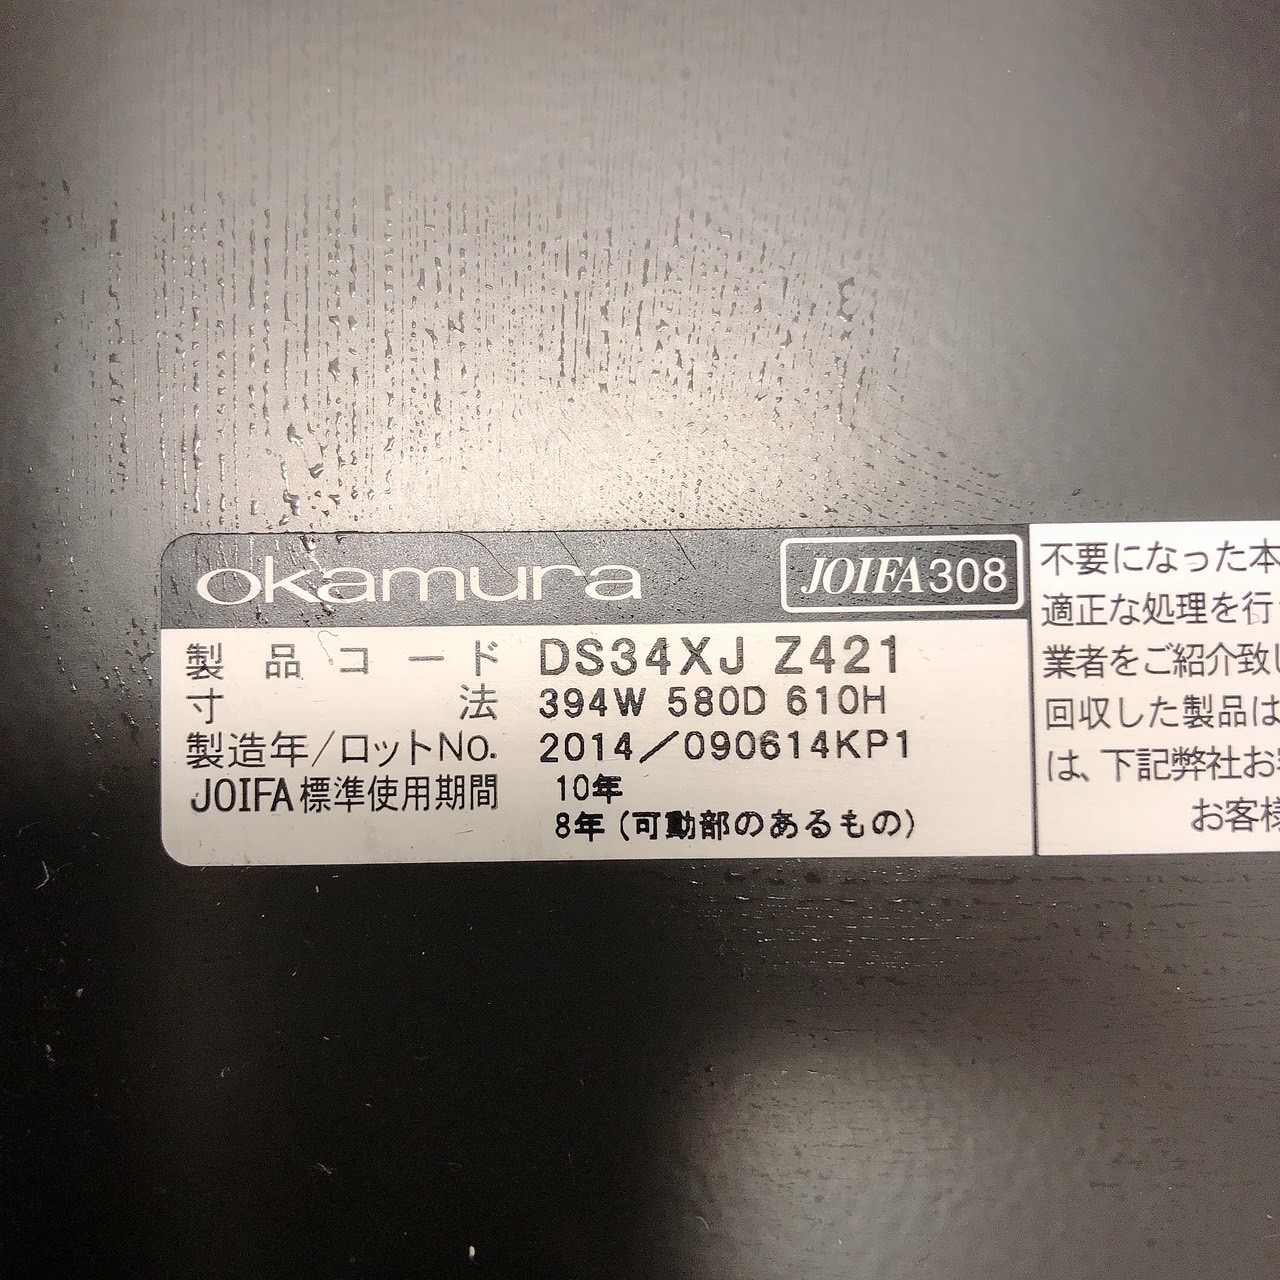 okamura
JOIFA308
製品コード DS34XJ Z421
寸法 394W 580D 610H
製造年/ロットNo. 2014/090614KP1
JOIFA標準使用期間 10年
8年(可動部のあるもの)
不要になった本
適正な処理を行
業者をご紹介致し
回収した製品は
は、下記弊社お
お客様